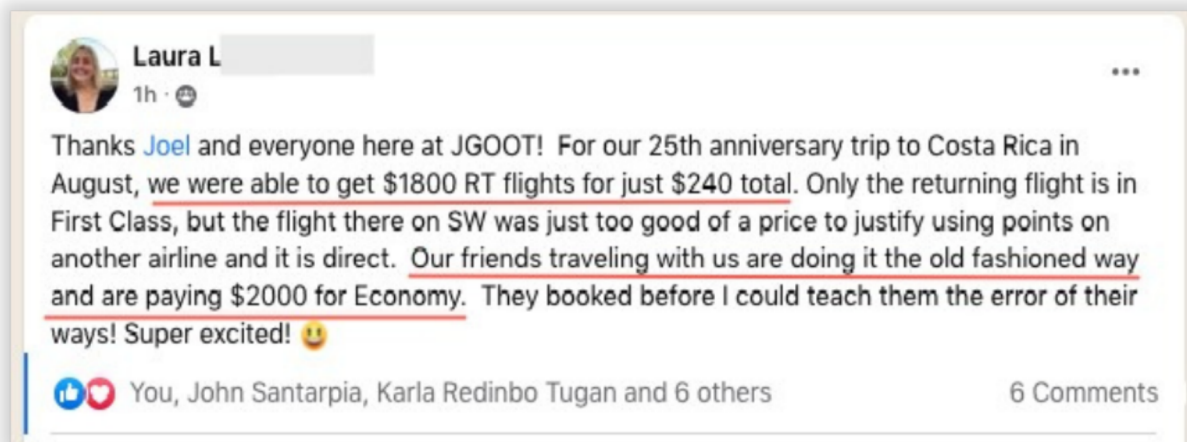 Laura L
1h ·
Thanks Joel and everyone here at JGOOT! For our 25th anniversary trip to Costa Rica in
August, we were able to get $1800 RT flights for just $240 total. Only the returning flight is in
First Class, but the flight there on SW was just too good of a price to justify using points on
another airline and it is direct. Our friends traveling with us are doing it the old fashioned way
and are paying $2000 for Economy. They booked before I could teach them the error of their
ways! Super excited! 😃
You, John Santarpia, Karla Redinbo Tugan and 6 others 6 Comments